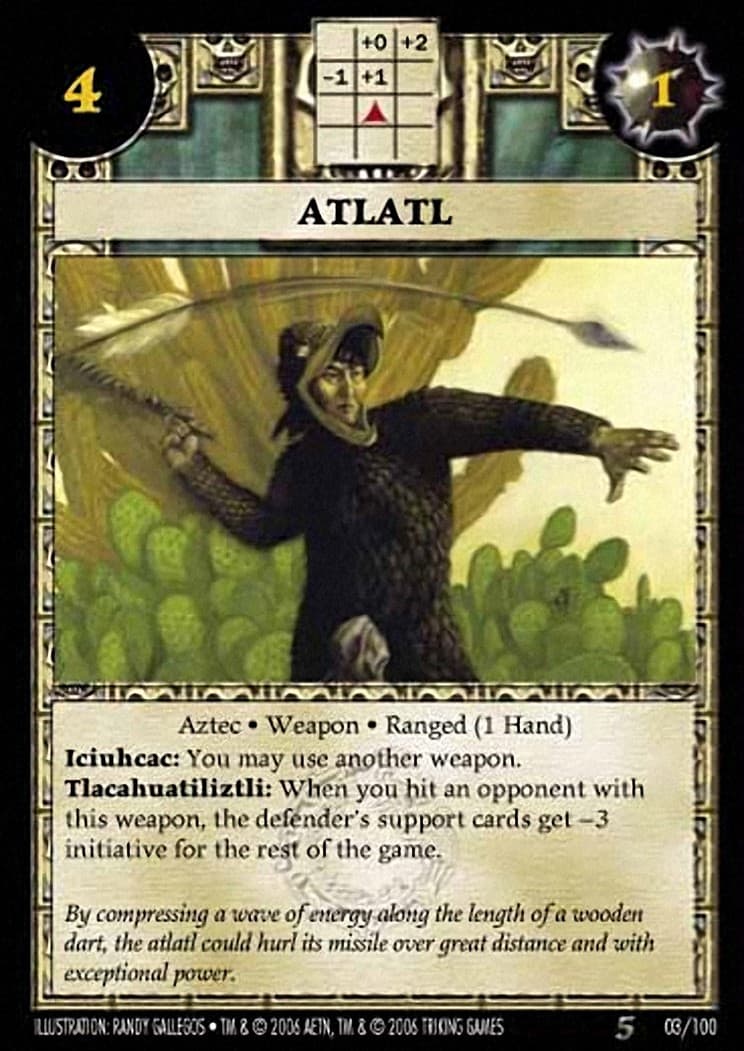 4
+0 +2
−1 +1
1
ATLATL
Aztec • Weapon • Ranged (1 Hand)
Iciuhcac: You may use another weapon.
Tlacahuatiliztli: When you hit an opponent with
this weapon, the defender's support cards get −3
initiative for the rest of the game.
By compressing a wave of energy along the length of a wooden
dart, the atlatl could hurl its missile over great distance and with
exceptional power.
ILLUSTRATION: RANDY GALLEGOS • TM & © 2006 AETN, TM & © 2006 TRIKING GAMES 5 03/100